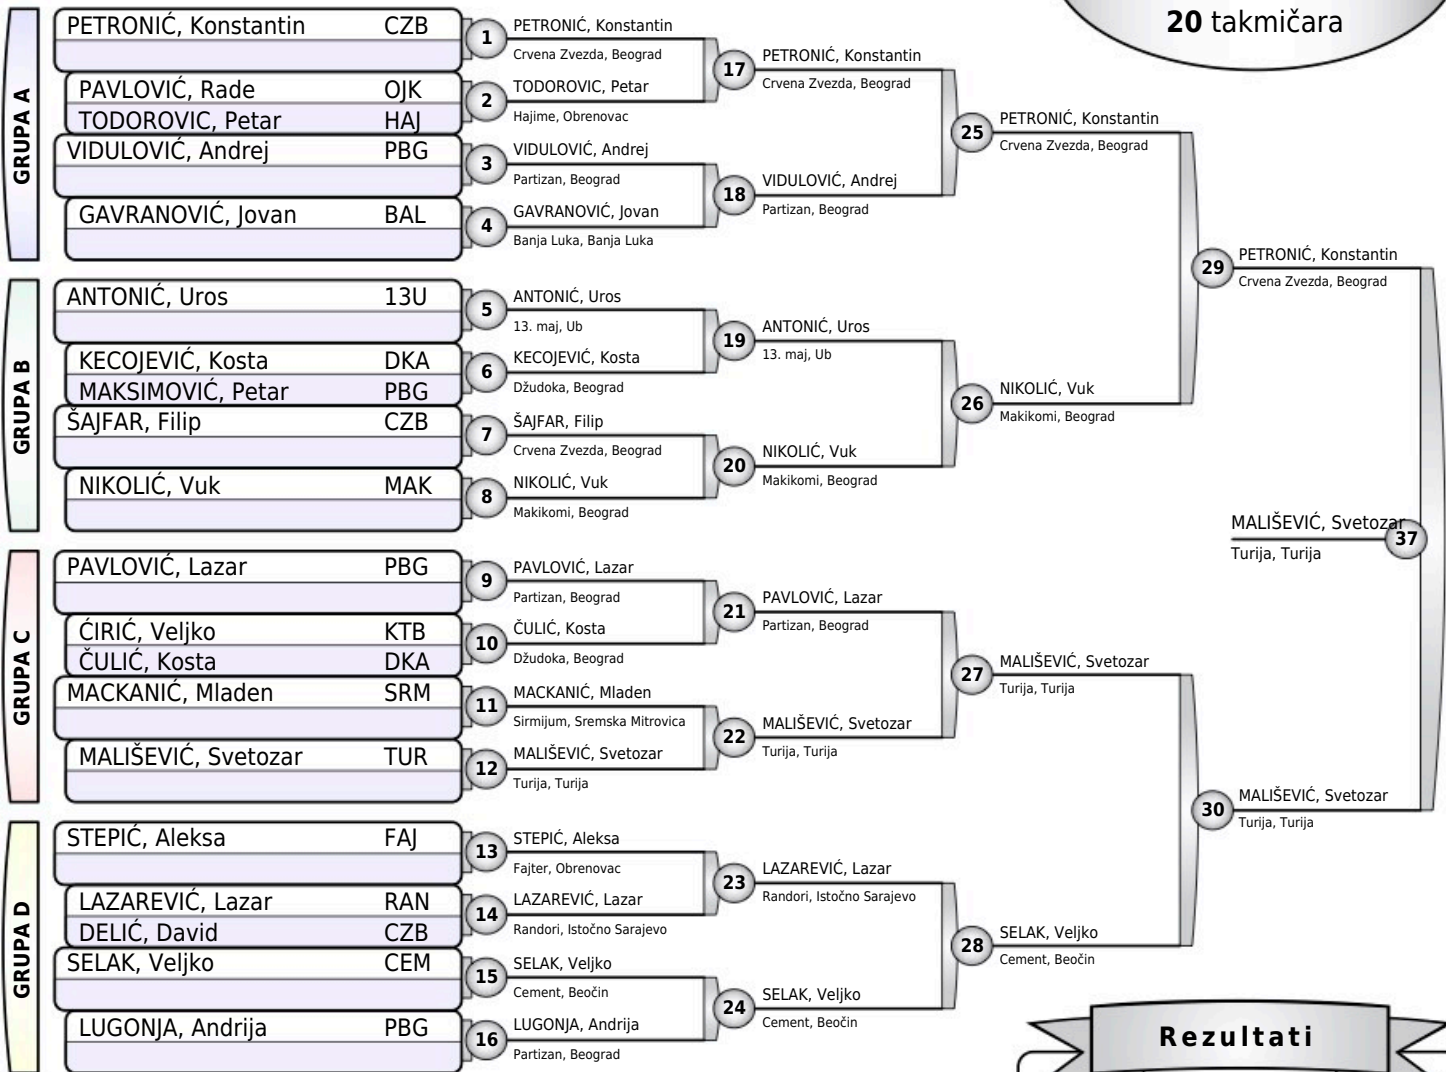 20 takmičara
GRUPA A
PETRONIĆ, Konstantin CZB
PAVLOVIĆ, Rade OJK
TODOROVIC, Petar HAJ
VIDULOVIĆ, Andrej PBG
GAVRANOVIĆ, Jovan BAL
1
PETRONIĆ, Konstantin
Crvena Zvezda, Beograd
2
TODOROVIC, Petar
Hajime, Obrenovac
3
VIDULOVIĆ, Andrej
Partizan, Beograd
4
GAVRANOVIĆ, Jovan
Banja Luka, Banja Luka
17
PETRONIĆ, Konstantin
Crvena Zvezda, Beograd
18
VIDULOVIĆ, Andrej
Partizan, Beograd
25
PETRONIĆ, Konstantin
Crvena Zvezda, Beograd
GRUPA B
ANTONIĆ, Uros 13U
KECOJEVIĆ, Kosta DKA
MAKSIMOVIĆ, Petar PBG
ŠAJFAR, Filip CZB
NIKOLIĆ, Vuk MAK
5
ANTONIĆ, Uros
13. maj, Ub
6
KECOJEVIĆ, Kosta
Džudoka, Beograd
7
ŠAJFAR, Filip
Crvena Zvezda, Beograd
8
NIKOLIĆ, Vuk
Makikomi, Beograd
19
ANTONIĆ, Uros
13. maj, Ub
20
NIKOLIĆ, Vuk
Makikomi, Beograd
26
NIKOLIĆ, Vuk
Makikomi, Beograd
29
PETRONIĆ, Konstantin
Crvena Zvezda, Beograd
GRUPA C
PAVLOVIĆ, Lazar PBG
ĆIRIĆ, Veljko KTB
ČULIĆ, Kosta DKA
MACKANIĆ, Mladen SRM
MALIŠEVIĆ, Svetozar TUR
9
PAVLOVIĆ, Lazar
Partizan, Beograd
10
ČULIĆ, Kosta
Džudoka, Beograd
11
MACKANIĆ, Mladen
Sirmijum, Sremska Mitrovica
12
MALIŠEVIĆ, Svetozar
Turija, Turija
21
PAVLOVIĆ, Lazar
Partizan, Beograd
22
MALIŠEVIĆ, Svetozar
Turija, Turija
27
MALIŠEVIĆ, Svetozar
Turija, Turija
GRUPA D
STEPIĆ, Aleksa FAJ
LAZAREVIĆ, Lazar RAN
DELIĆ, David CZB
SELAK, Veljko CEM
LUGONJA, Andrija PBG
13
STEPIĆ, Aleksa
Fajter, Obrenovac
14
LAZAREVIĆ, Lazar
Randori, Istočno Sarajevo
15
SELAK, Veljko
Cement, Beočin
16
LUGONJA, Andrija
Partizan, Beograd
23
LAZAREVIĆ, Lazar
Randori, Istočno Sarajevo
24
SELAK, Veljko
Cement, Beočin
28
SELAK, Veljko
Cement, Beočin
30
MALIŠEVIĆ, Svetozar
Turija, Turija
MALIŠEVIĆ, Svetozar
37
Turija, Turija
Rezultati